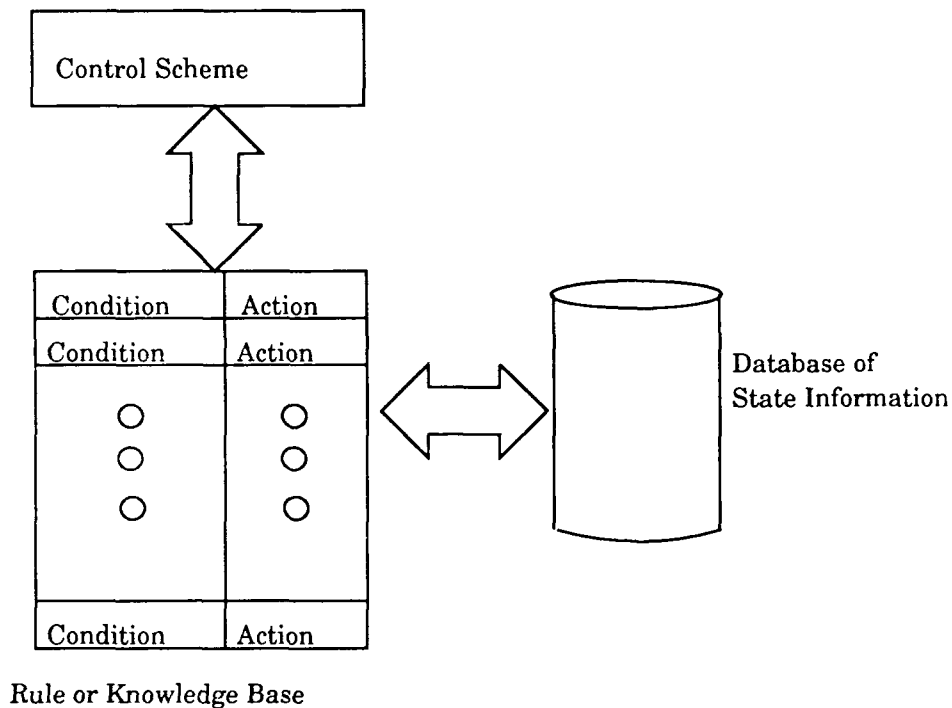 Control Scheme
Condition Action
Condition Action
Database of
State Information
Condition Action
Rule or Knowledge Base